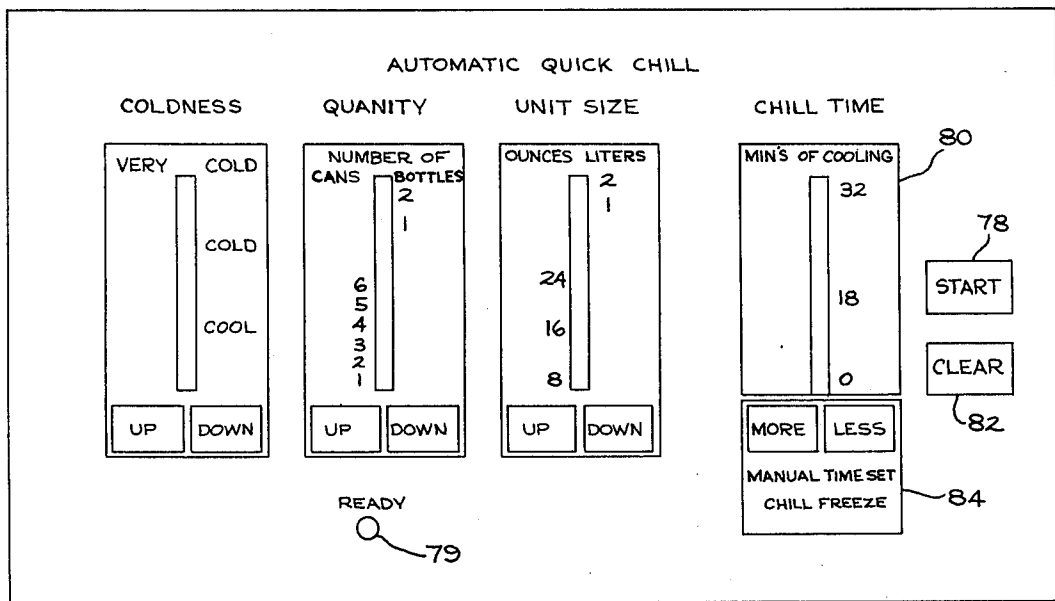 AUTOMATIC QUICK CHILL
COLDNESS QUANITY UNIT SIZE CHILL TIME
VERY COLD
COLD
COOL
UP DOWN
NUMBER OF
CANS BOTTLES
2
1
6
5
4
3
2
1
UP DOWN
OUNCES LITERS
2
1
24
16
8
UP DOWN
MIN'S OF COOLING
32
18
0
MORE LESS
MANUAL TIME SET
CHILL FREEZE
80
78
START
CLEAR
82
84
READY
79